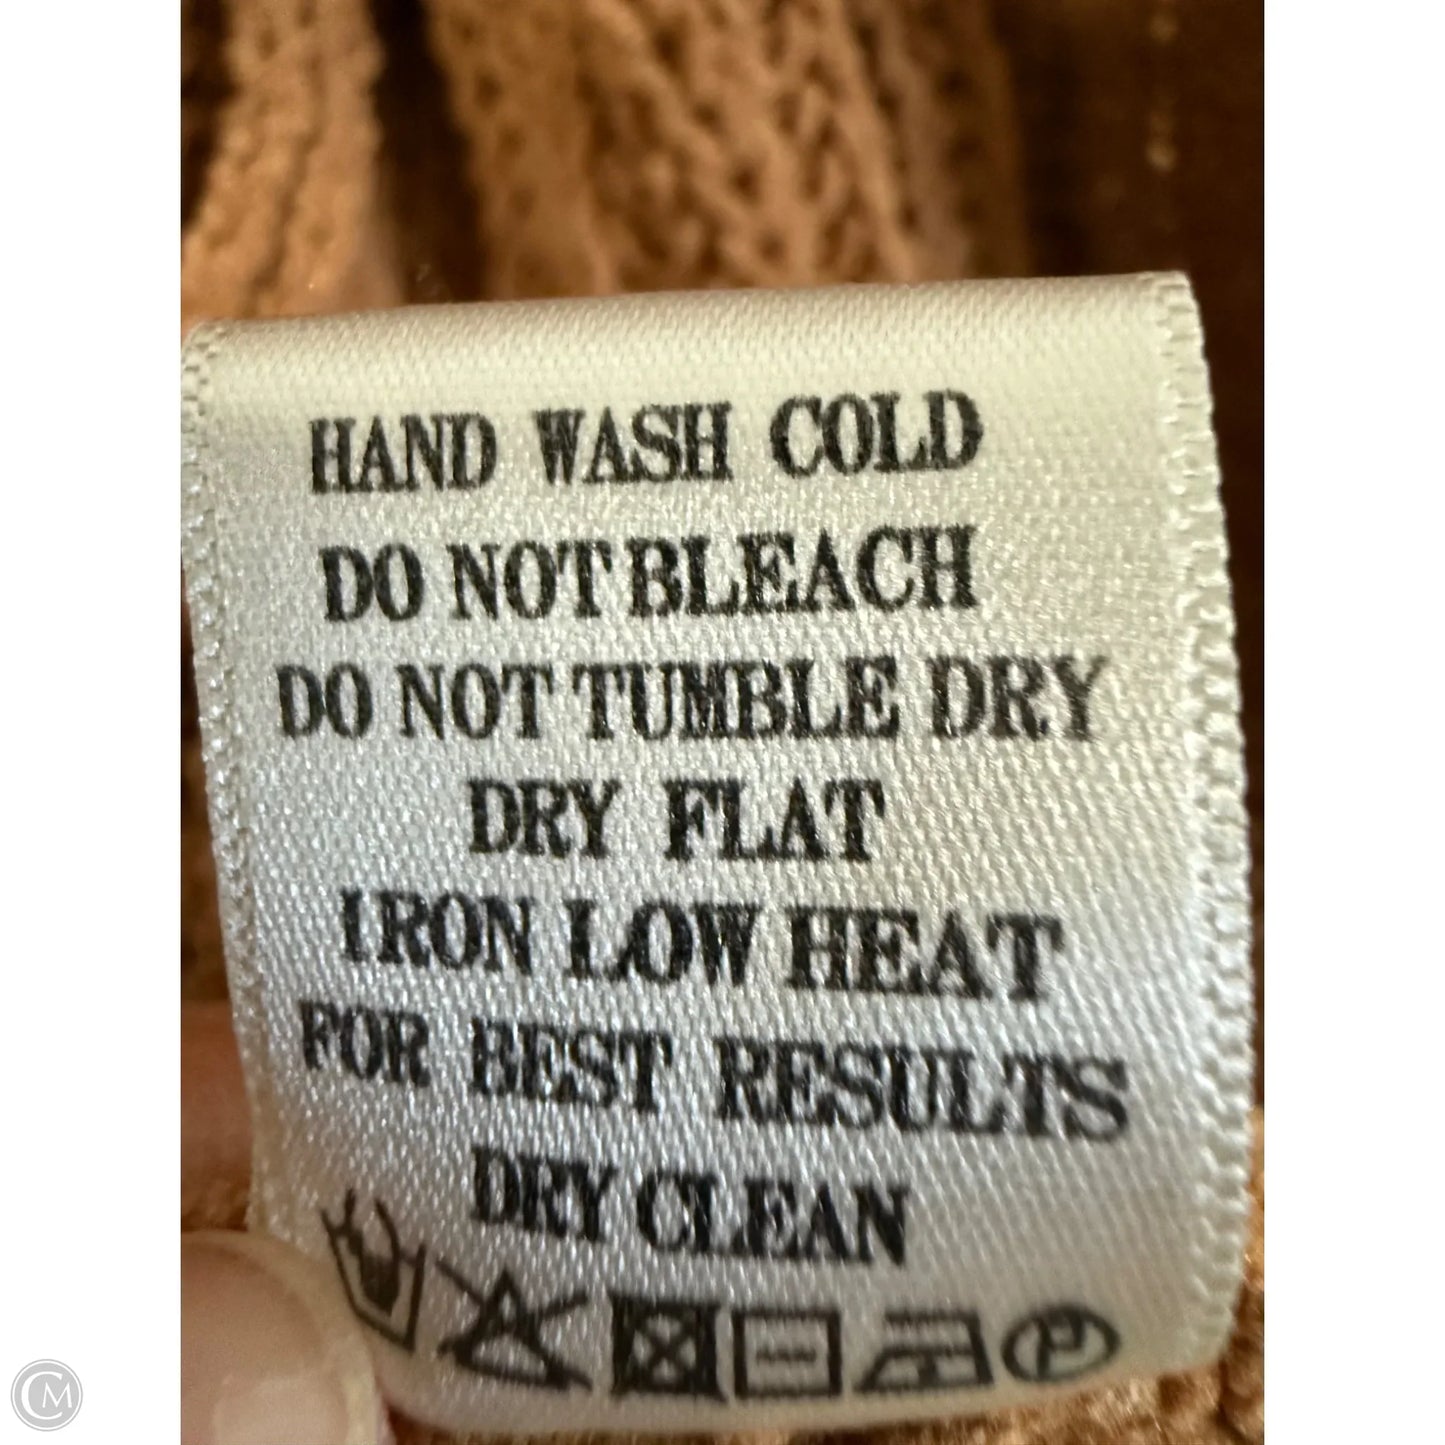 HAND WASH COLD
DO NOT BLEACH
DO NOT TUMBLE DRY
DRY FLAT
IRON LOW HEAT
FOR BEST RESULTS
DRY CLEAN
P
CM